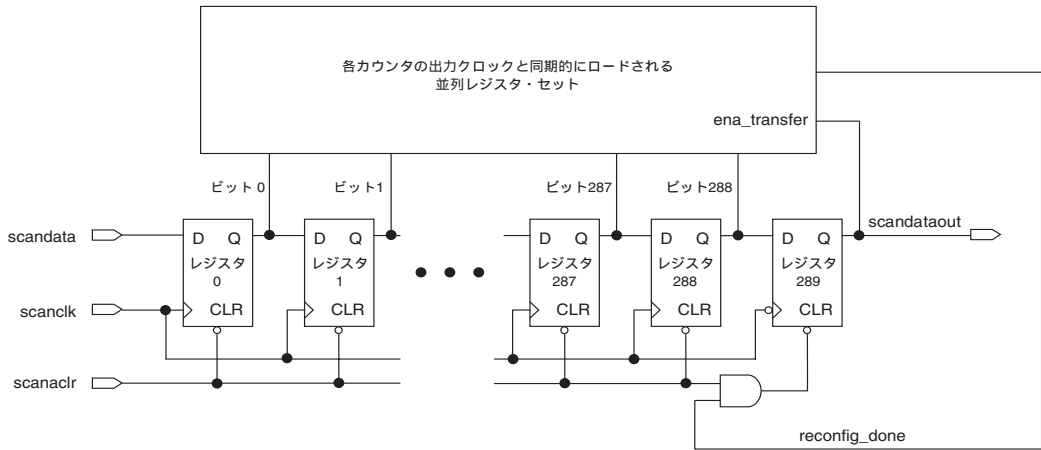 各カウンタの出力クロックと同期的にロードされる
並列レジスタ・セット
ena_transfer
ビット 0
ビット1
ビット287
ビット288
scandata
D Q
レジスタ
0
CLR
D Q
レジスタ
1
CLR
D Q
レジスタ
287
CLR
D Q
レジスタ
288
CLR
D Q
レジスタ
289
CLR
scandataout
scanclk
scanaclr
reconfig_done